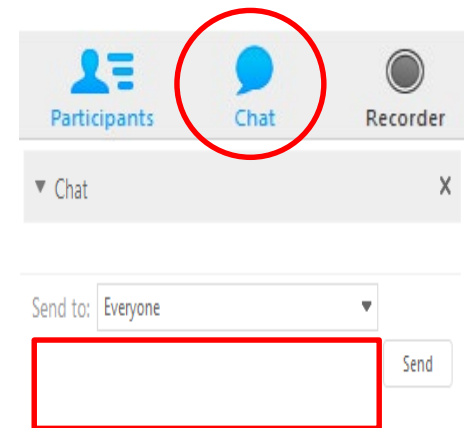 Participants Chat Recorder
Chat X
Send to: Everyone
Send